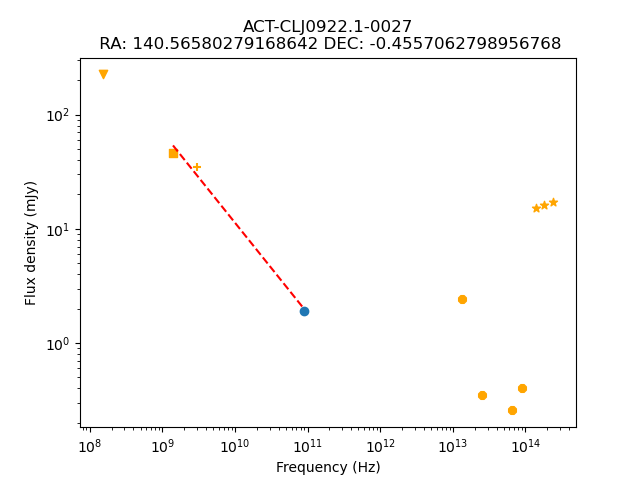 ACT-CLJ0922.1-0027
RA: 140.56580279168642 DEC: -0.4557062798956768
Flux density (mJy)
10²
10¹
10⁰
10⁸ 10⁹ 10¹⁰ 10¹¹ 10¹² 10¹³ 10¹⁴
Frequency (Hz)